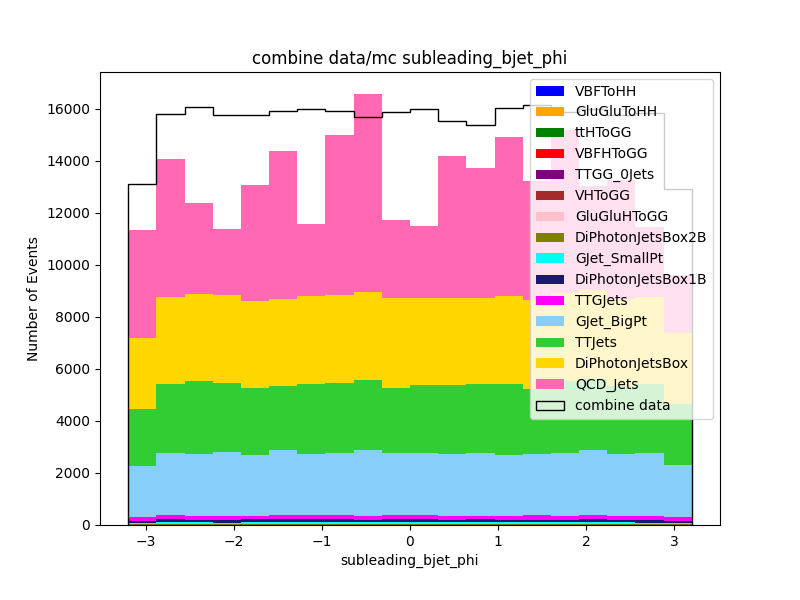 combine data/mc subleading_bjet_phi
Number of Events
16000
14000
12000
10000
8000
6000
4000
2000
0
−3
−2
−1
0
1
2
3
subleading_bjet_phi
VBFToHH
GluGluToHH
ttHToGG
VBFHToGG
TTGG_0Jets
VHToGG
GluGluHToGG
DiPhotonJetsBox2B
GJet_SmallPt
DiPhotonJetsBox1B
TTGJets
GJet_BigPt
TTJets
DiPhotonJetsBox
QCD_Jets
combine data